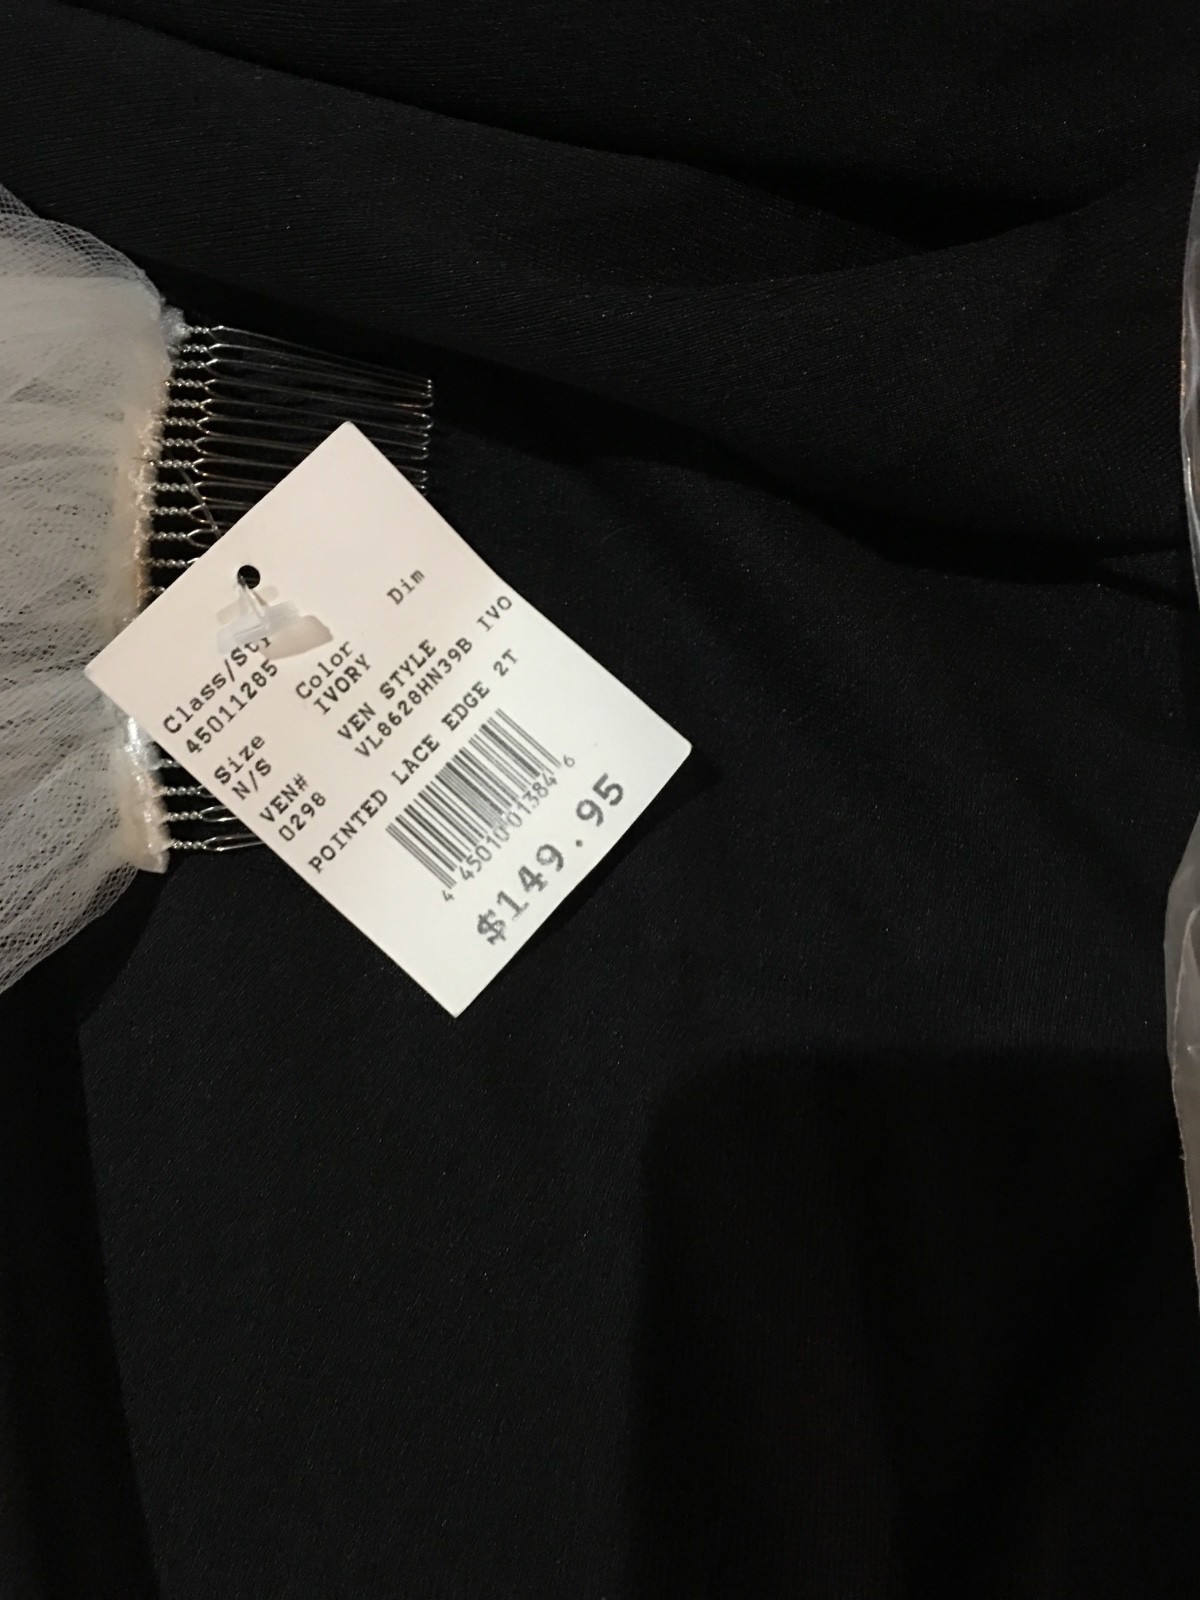 Class/Sty
45011285
Color Dim
IVORY
Size
N/S
VEN STYLE
VL8628HN39B IVO
VEN#
0298
POINTED LACE EDGE 2T
4 45010 01384 6
$149.95